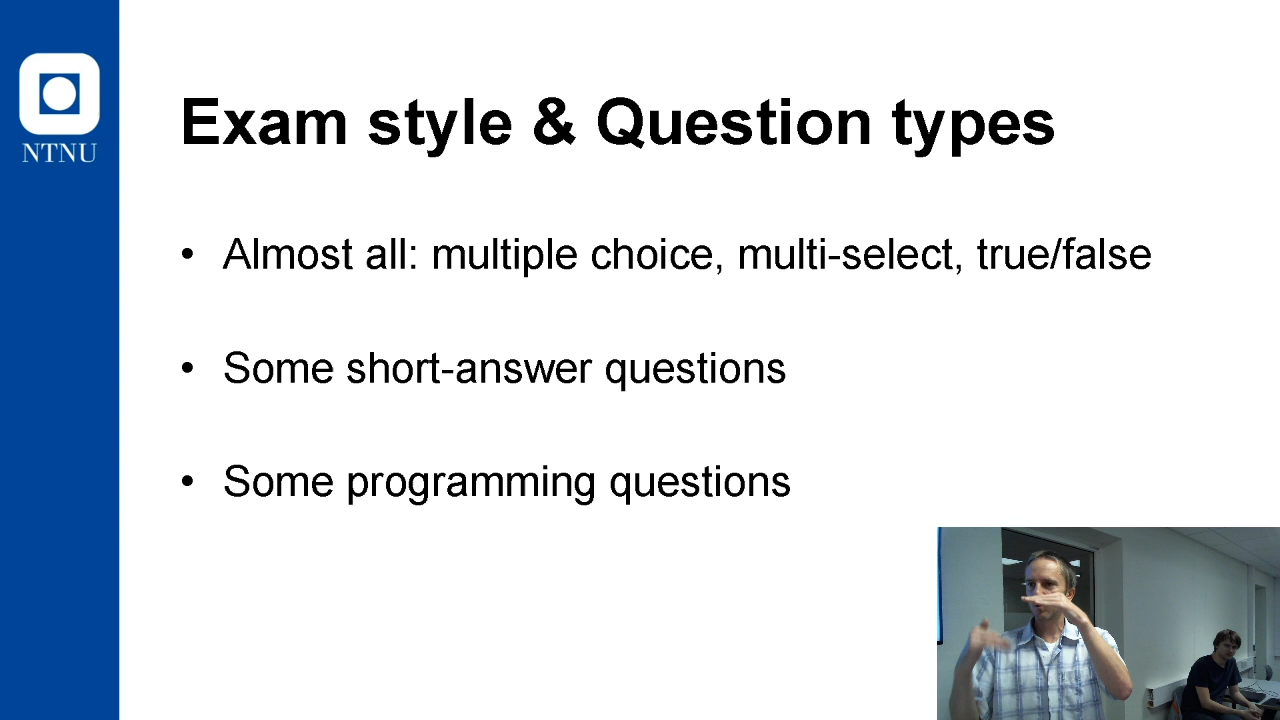 NTNU
Exam style & Question types
• Almost all: multiple choice, multi-select, true/false
• Some short-answer questions
• Some programming questions